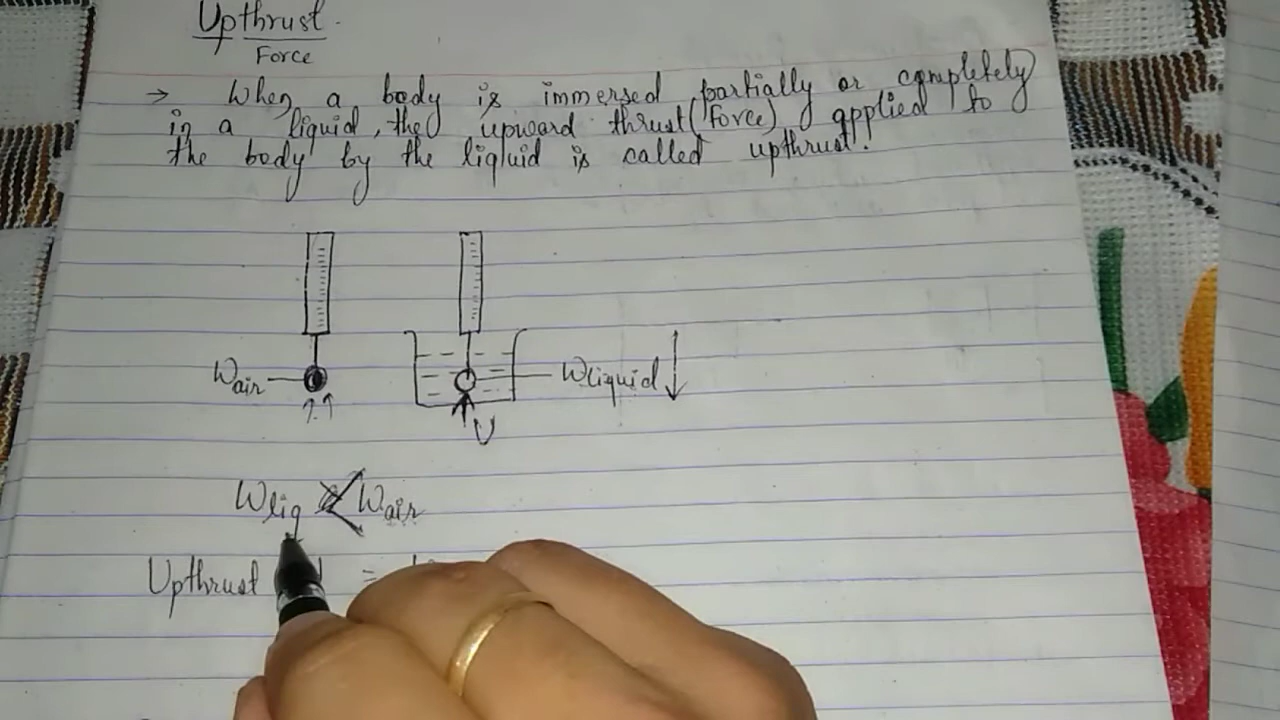 Upthrust
Force
→ When a body is immersed partially or completely
in a liquid, the upward thrust (Force) applied to
the body by the liquid is called upthrust.
Wair
Wliquid
U
Wliq < Wair
Upthrust =